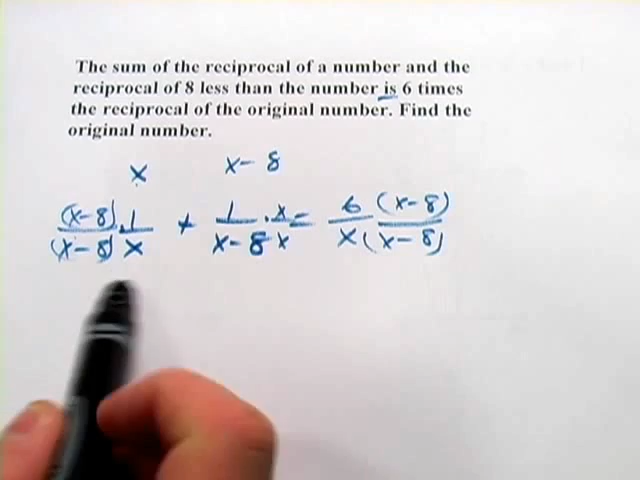 The sum of the reciprocal of a number and the
reciprocal of 8 less than the number is 6 times
the reciprocal of the original number. Find the
original number.
x x - 8
(x-8)/(x-8) · 1/x + 1/(x-8) · x/x = 6/x (x-8)/(x-8)